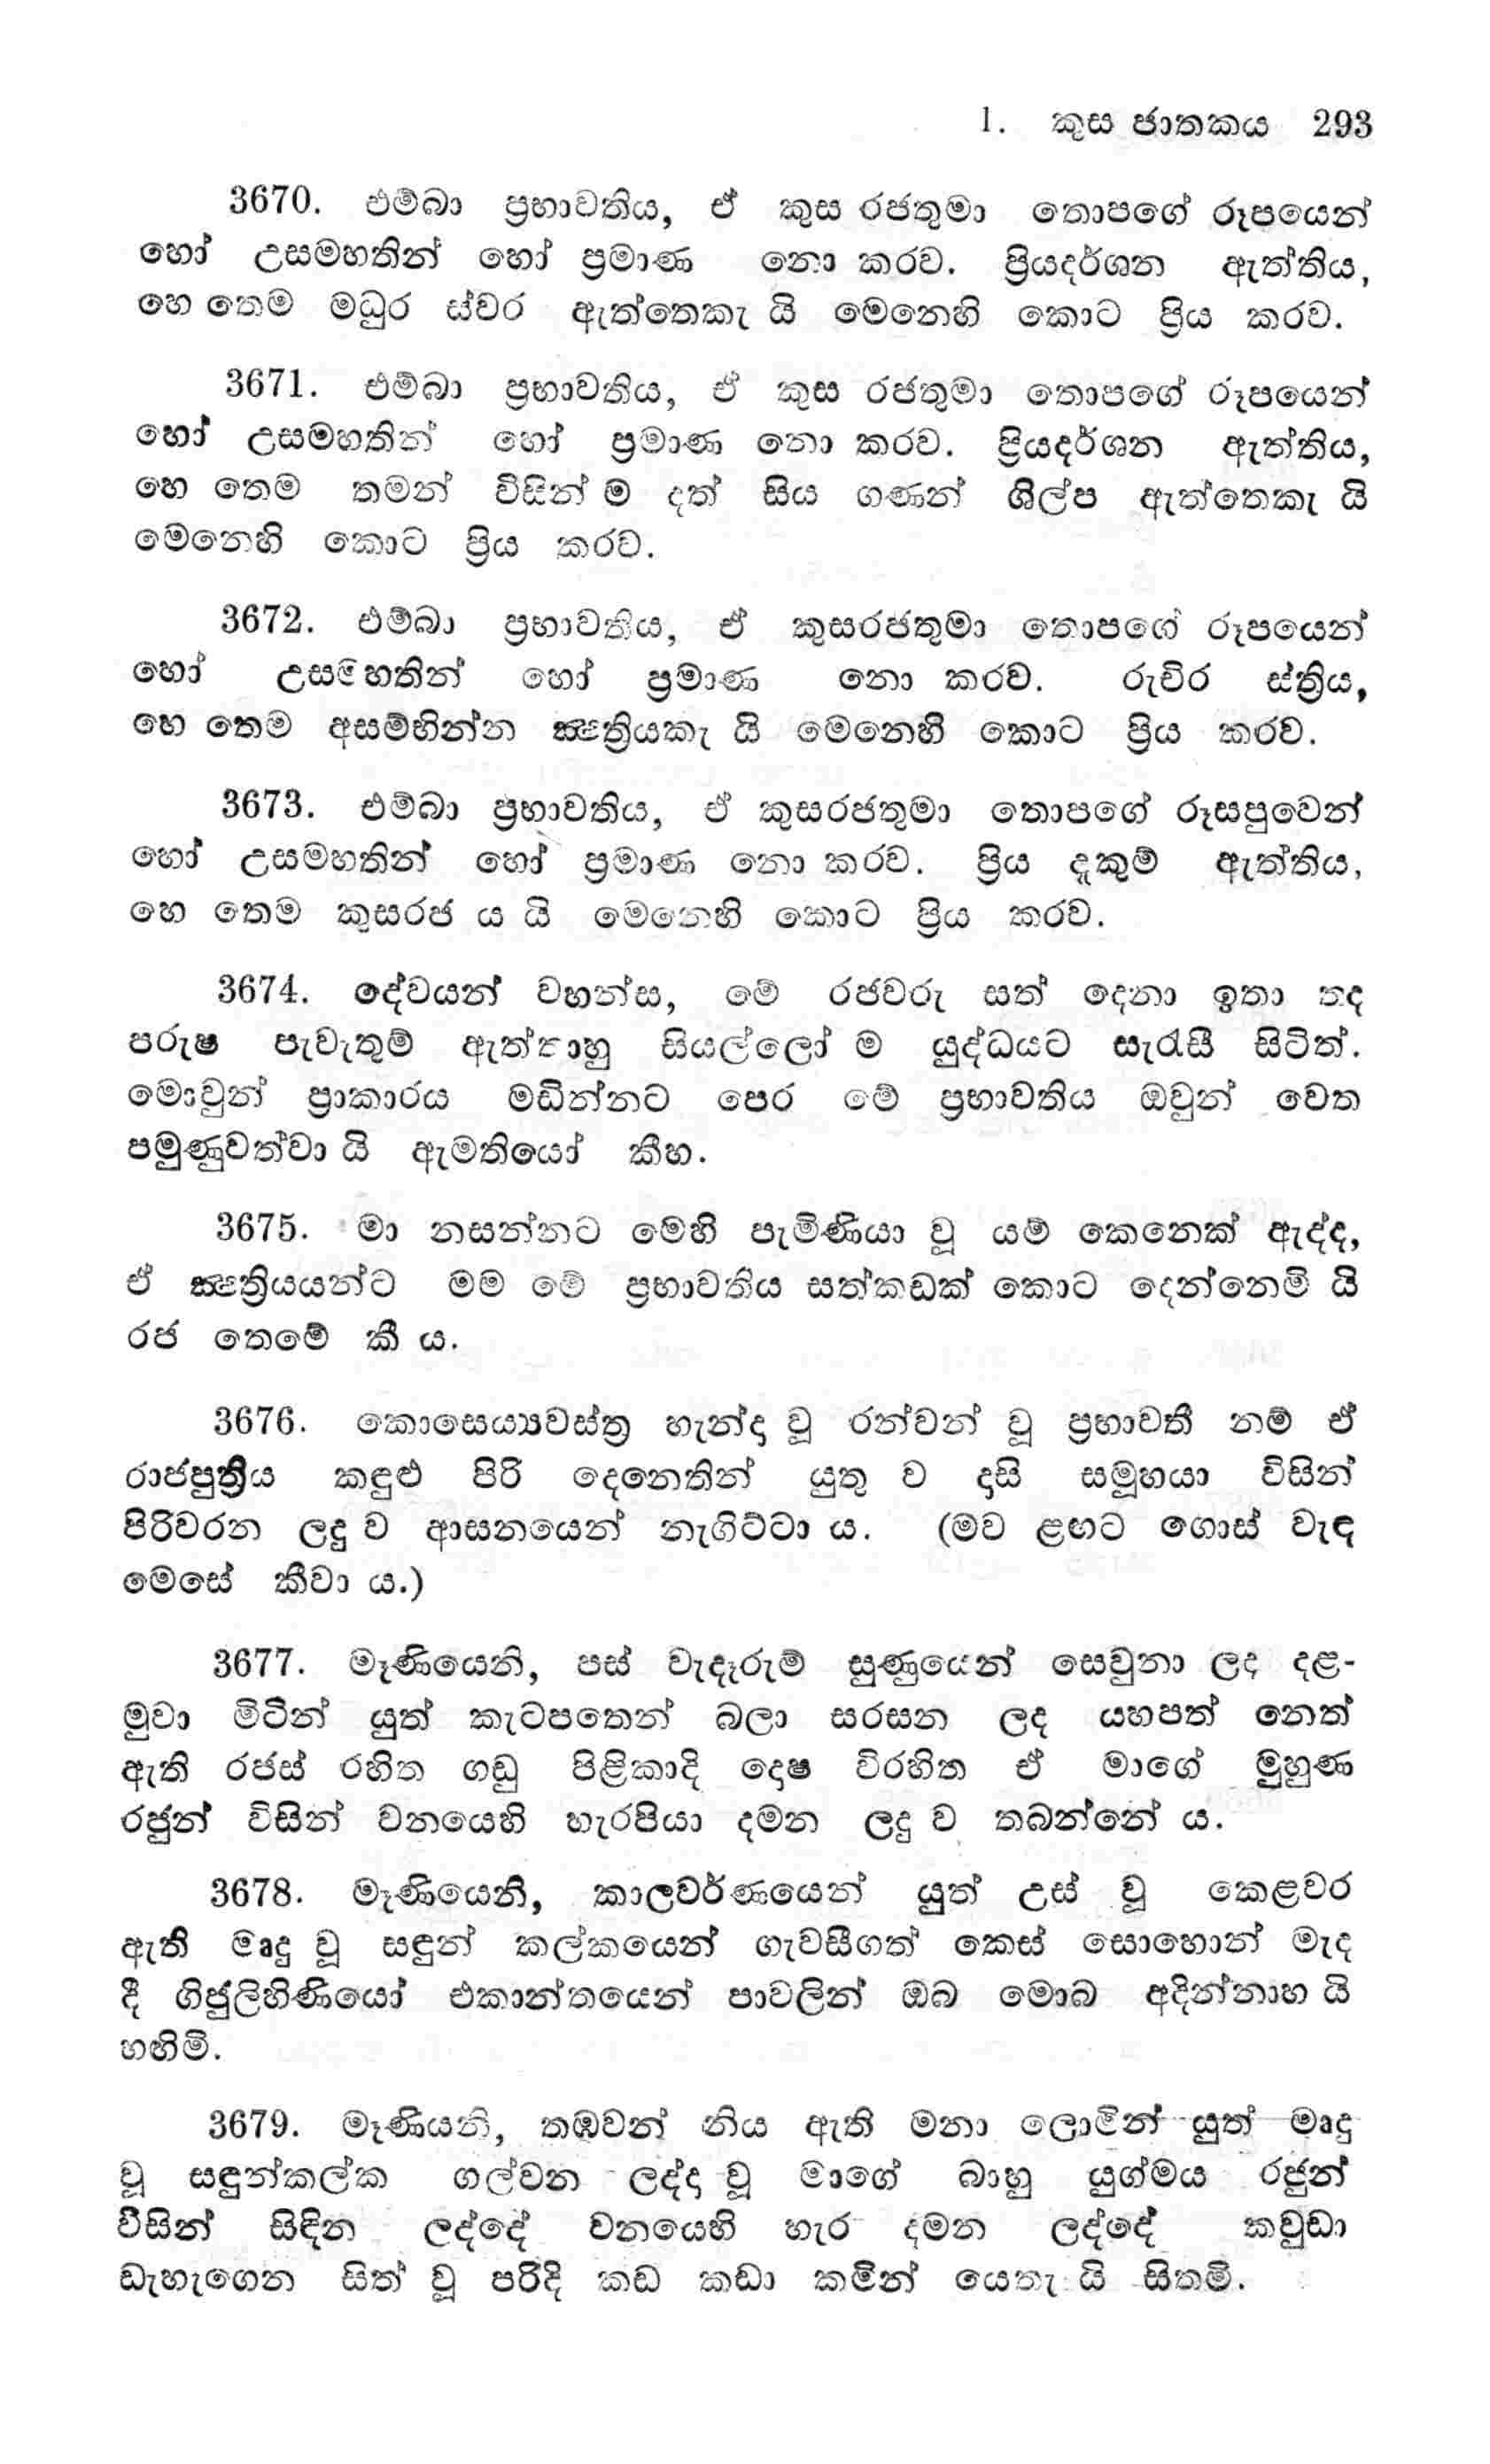 1. කුස ජාතකය 293
3670. එම්බා ප්‍රභාවතිය, ඒ කුස රජතුමා තොපගේ රූපයෙන්
හෝ උසමහතින් හෝ ප්‍රමාණ නො කරව. ප්‍රියදර්ශන ඇත්තිය,
හෙ තෙම මධුර ස්වර ඇත්තෙකැ යි මෙනෙහි කොට ප්‍රිය කරව.
3671. එම්බා ප්‍රභාවතිය, ඒ කුස රජතුමා තොපගේ රූපයෙන්
හෝ උසමහතින් හෝ ප්‍රමාණ නො කරව. ප්‍රියදර්ශන ඇත්තිය,
හෙ තෙම තමන් විසින් ම දත් සිය ගණන් ශිල්ප ඇත්තෙකැ යි
මෙනෙහි කොට ප්‍රිය කරව.
3672. එම්බා ප්‍රභාවතිය, ඒ කුසරජතුමා තොපගේ රූපයෙන්
හෝ උසමහතින් හෝ ප්‍රමාණ නො කරව. රුචිර ස්ත්‍රිය,
හෙ තෙම අසම්භින්න ක්‍ෂත්‍රියකැ යි මෙනෙහි කොට ප්‍රිය කරව.
3673. එම්බා ප්‍රභාවතිය, ඒ කුසරජතුමා තොපගේ රූසපුවෙන්
හෝ උසමහතින් හෝ ප්‍රමාණ නො කරව. ප්‍රිය දැකුම් ඇත්තිය,
හෙ තෙම කුසරජ ය යි මෙනෙහි කොට ප්‍රිය කරව.
3674. දේවයන් වහන්ස, මේ රජවරු සත් දෙනා ඉතා තද
පරුෂ පැවැතුම් ඇත්තාහු සියල්ලෝ ම යුද්ධයට සැරැසී සිටිත්.
මොවුන් ප්‍රාකාරය මඩින්නට පෙර මේ ප්‍රභාවතිය ඔවුන් වෙත
පමුණුවත්වා යි ඇමතියෝ කීහ.
3675. මා නසන්නට මෙහි පැමිණියා වූ යම් කෙනෙක් ඇද්ද,
ඒ ක්‍ෂත්‍රියයන්ට මම මේ ප්‍රභාවතිය සත්කඩක් කොට දෙන්නෙමි යි
රජ තෙමේ කී ය.
3676. කොසෙය්‍යවස්ත්‍ර හැන්දා වූ රන්වන් වූ ප්‍රභාවතී නම් ඒ
රාජපුත්‍රිය කඳුළු පිරි දෙනෙතින් යුතු ව දාසි සමූහයා විසින්
පිරිවරන ලදු ව ආසනයෙන් නැගිට්ටා ය. (මව ළඟට ගොස් වැඳ
මෙසේ කීවා ය.)
3677. මෑණියෙනි, පස් වැදෑරුම් සුණුයෙන් සෙවුනා ලද දළ-
මුවා මිටින් යුත් කැටපතෙන් බලා සරසන ලද යහපත් නෙත්
ඇති රජස් රහිත ගඩු පිළිකාදි දොෂ විරහිත ඒ මාගේ මුහුණ
රජුන් විසින් වනයෙහි හැරපියා දමන ලදු ව තබන්නේ ය.
3678. මෑණියෙනි, කාලවර්ණයෙන් යුත් උස් වූ කෙළවර
ඇති මෘදු වූ සඳුන් කල්කයෙන් ගැවසීගත් කෙස් සොහොන් මැද
දී ගිජුලිහිණියෝ එකාන්තයෙන් පාවලින් ඔබ මොබ අදින්නාහ යි
හඟිමි.
3679. මෑණියනි, තඹවන් නිය ඇති මනා ලොමින් යුත් මෘදු
වූ සඳුන්කල්ක ගල්වන ලද්දා වූ මාගේ බාහු යුග්මය රජුන්
විසින් සිඳින ලද්දේ වනයෙහි හැර දමන ලද්දේ කවුඩා
ඩැහැගෙන සිත් වූ පරිදි කඩ කඩා කමින් යෙතැ යි සිතමි.